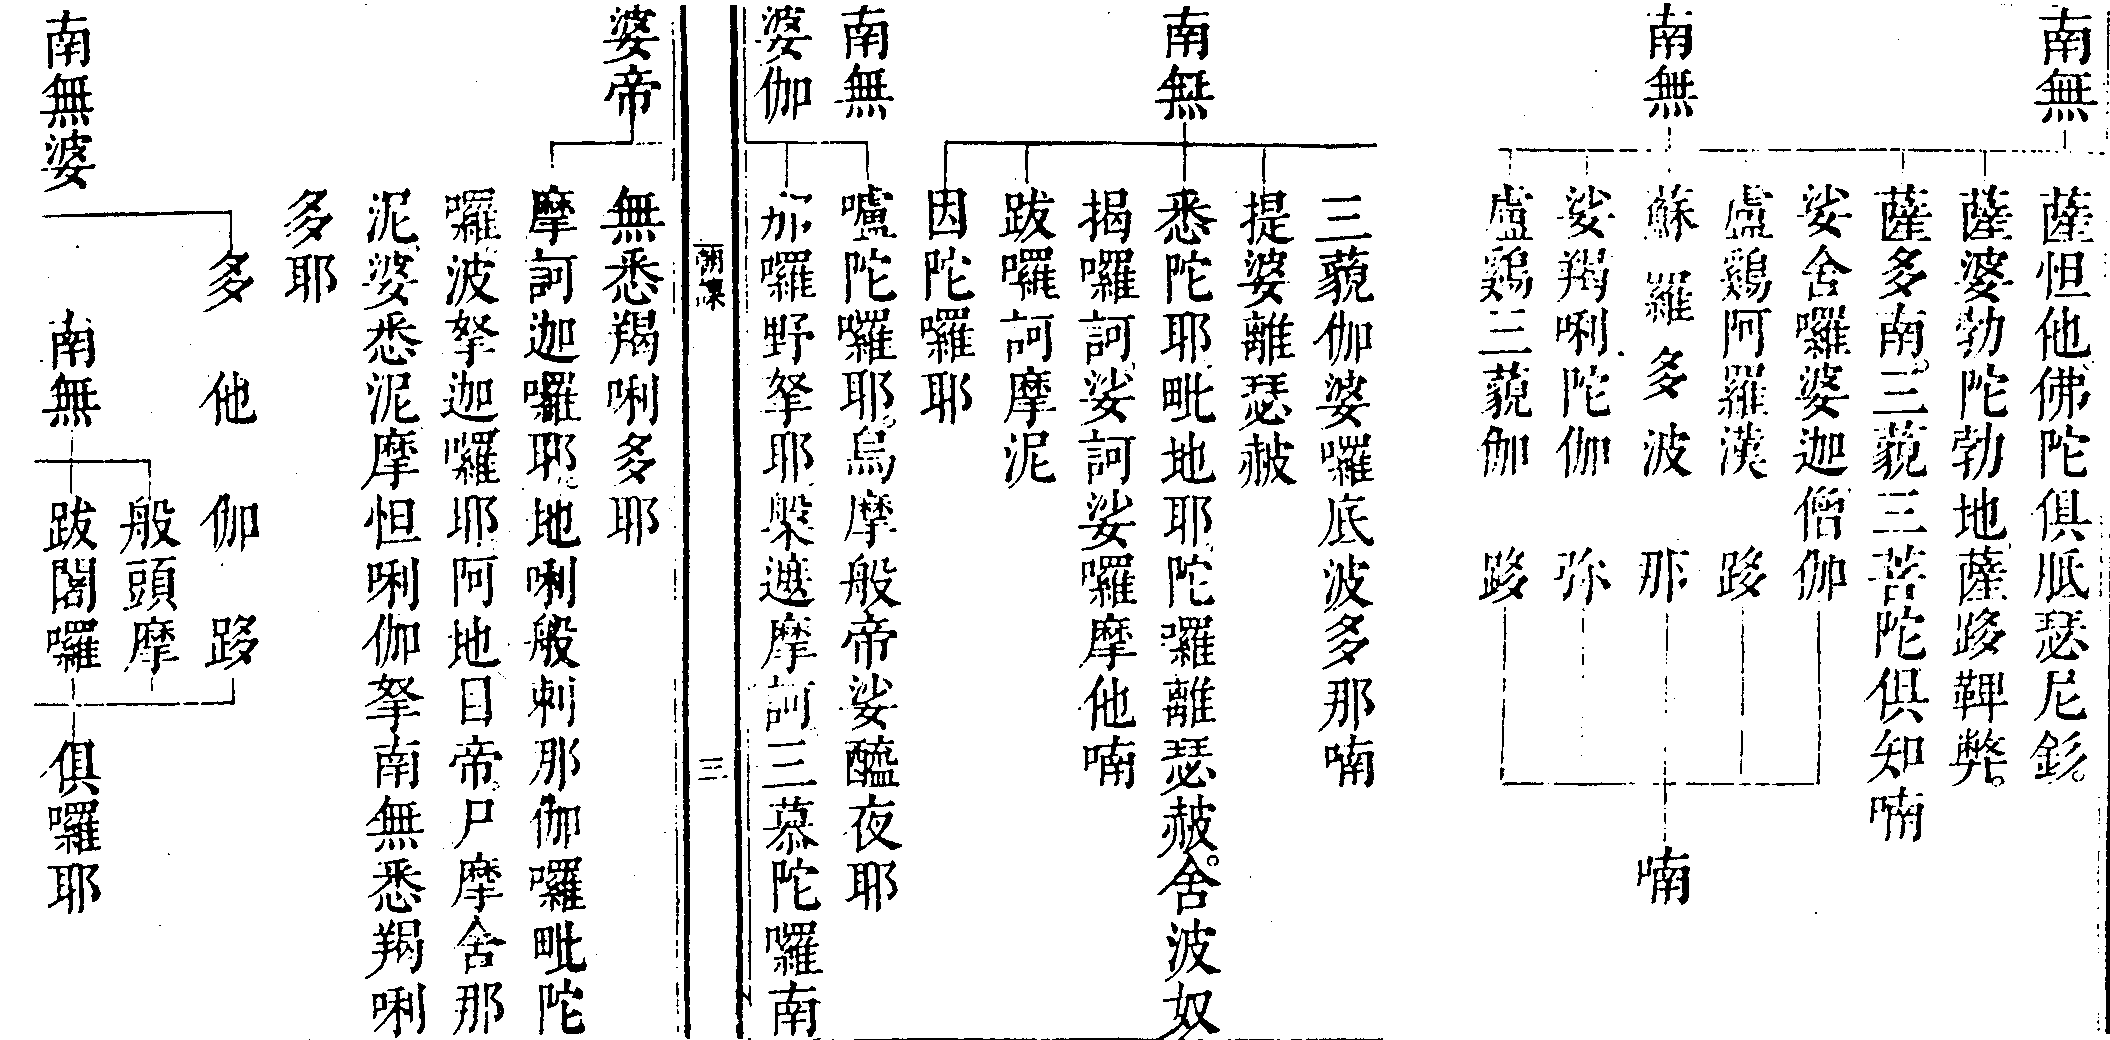 南無
薩怛他佛陀俱胝瑟尼釤。
薩婆勃陀勃地薩跢鞞弊。
薩多南。三藐三菩陀俱知喃
娑舍囉婆迦僧伽
盧鷄阿羅漢跢
南無
蘇羅多波那
娑羯唎陀伽彌
盧鷄三藐伽跢
喃
三藐伽婆囉底波多那喃
提婆離瑟赧
南無
悉陀耶毗地耶陀囉離瑟赧。舍波奴
揭囉訶娑訶娑囉摩他喃
跋囉訶摩泥
因陀囉耶
南無
嚧陀囉耶。烏摩般帝娑醯夜耶
婆伽
那囉野拏耶槃遮摩訶三慕陀囉南
朝課
三
婆帝
無悉羯唎多耶
摩訶迦囉耶地唎般剌那伽囉毗陀
囉波拏迦囉耶阿地目帝。尸摩舍那
泥婆悉泥摩怛唎伽拏南無悉羯唎
多耶
南無婆
多他伽跢
南無
般頭摩
跋闍囉
俱囉耶